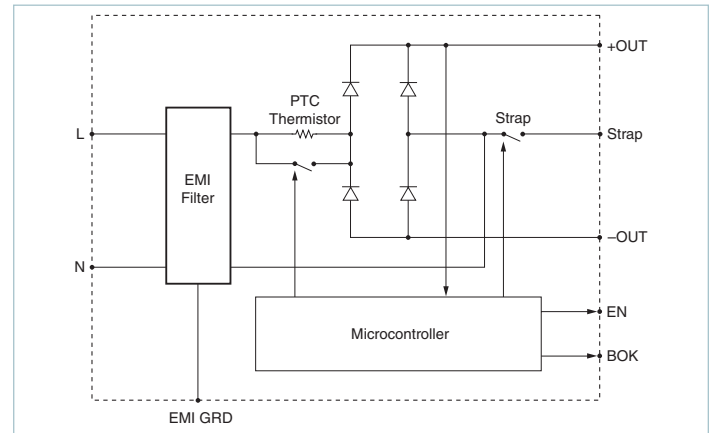 +OUT
PTC
Thermistor
Strap
L
Strap
EMI
Filter
–OUT
N
EN
Microcontroller
BOK
EMI GRD